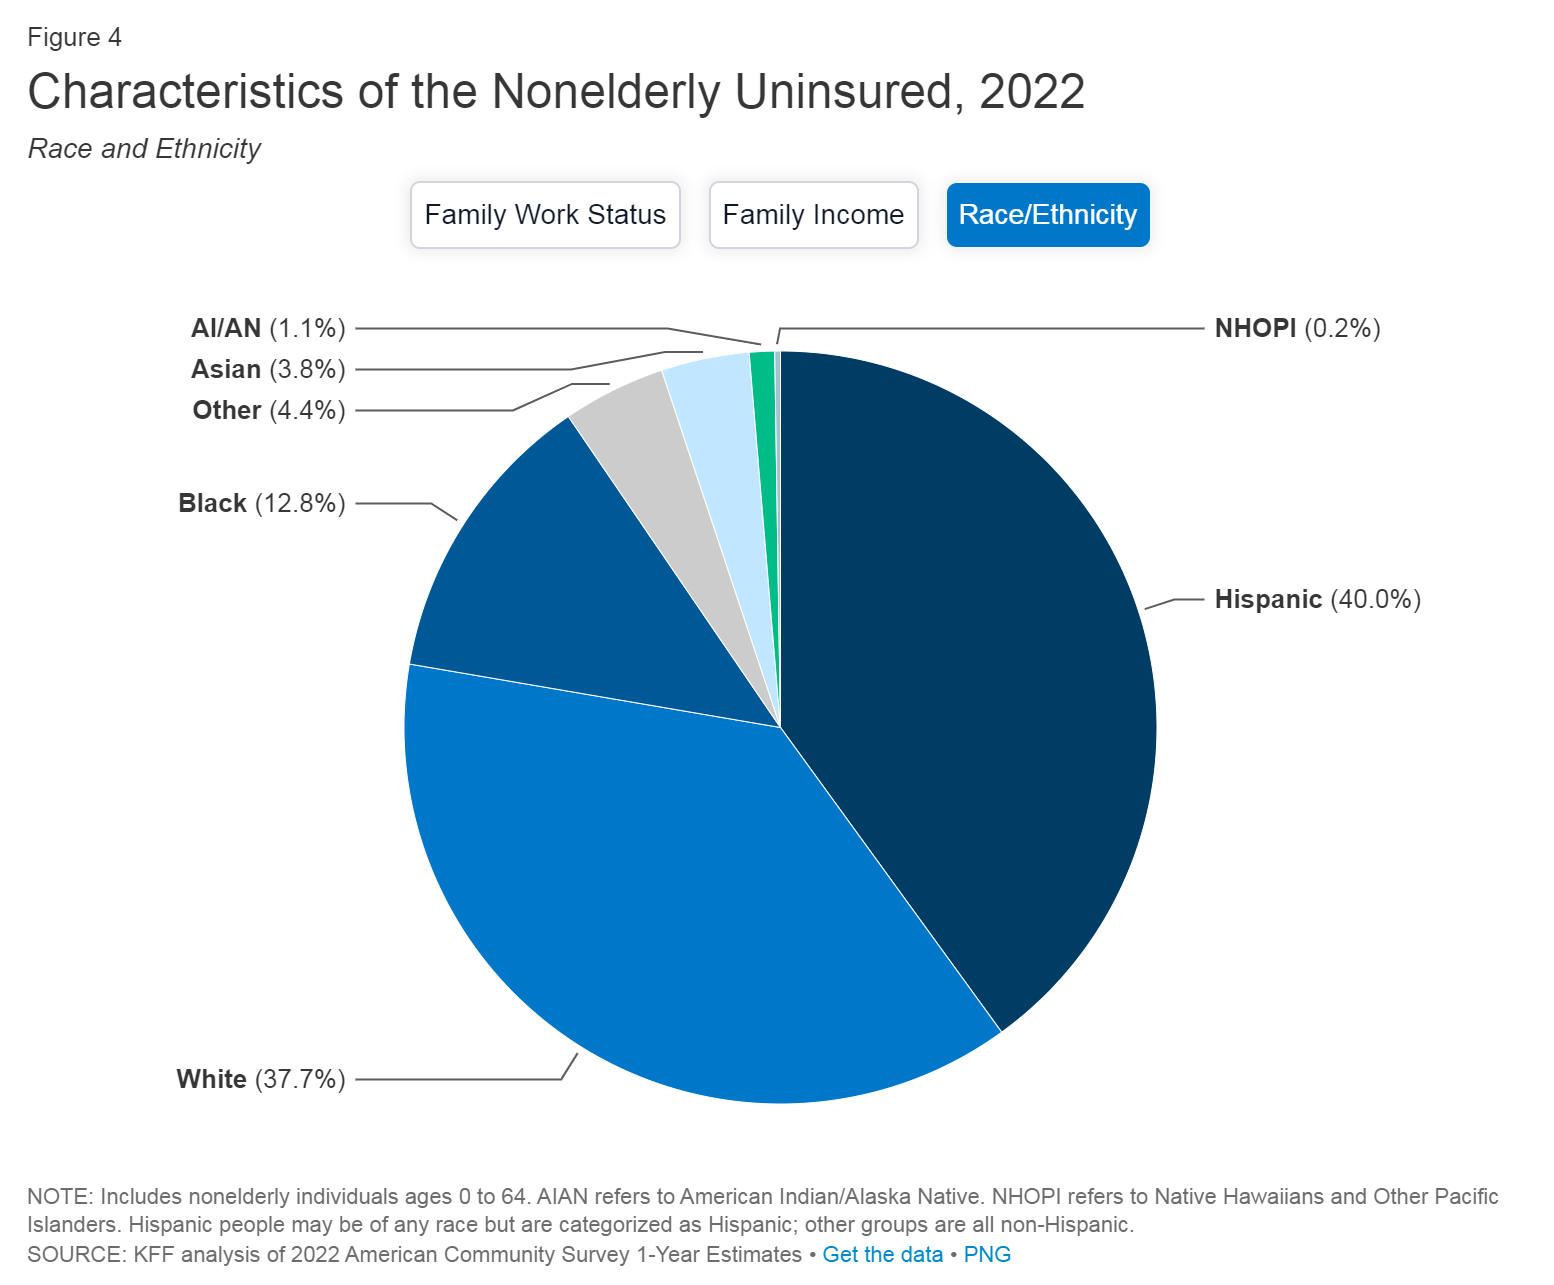 Figure 4
Characteristics of the Nonelderly Uninsured, 2022
Race and Ethnicity
Family Work Status
Family Income
Race/Ethnicity
AI/AN (1.1%)
NHOPI (0.2%)
Asian (3.8%)
Other (4.4%)
Black (12.8%)
Hispanic (40.0%)
White (37.7%)
NOTE: Includes nonelderly individuals ages 0 to 64. AIAN refers to American Indian/Alaska Native. NHOPI refers to Native Hawaiians and Other Pacific
Islanders. Hispanic people may be of any race but are categorized as Hispanic; other groups are all non-Hispanic.
SOURCE: KFF analysis of 2022 American Community Survey 1-Year Estimates • Get the data • PNG